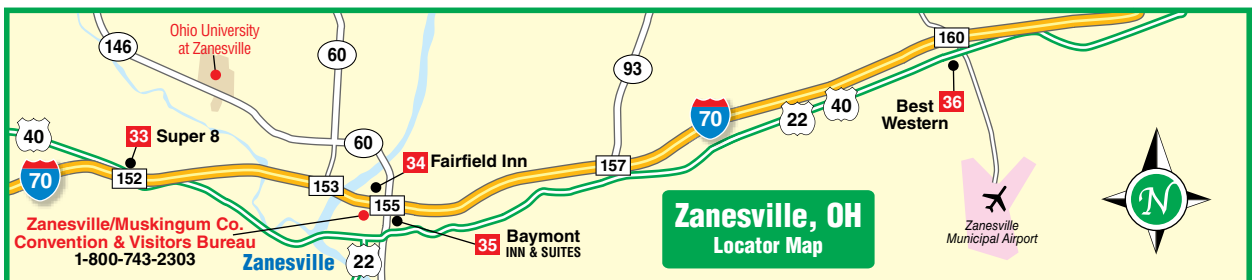 Ohio University
at Zanesville
146
60
93
160
40
33 Super 8
70
152
153
60
34 Fairfield Inn
155
157
70
22
40
Best
Western
36
Zanesville/Muskingum Co.
Convention & Visitors Bureau
1-800-743-2303
Zanesville
22
35 Baymont
INN & SUITES
Zanesville, OH
Locator Map
Zanesville
Municipal Airport
N